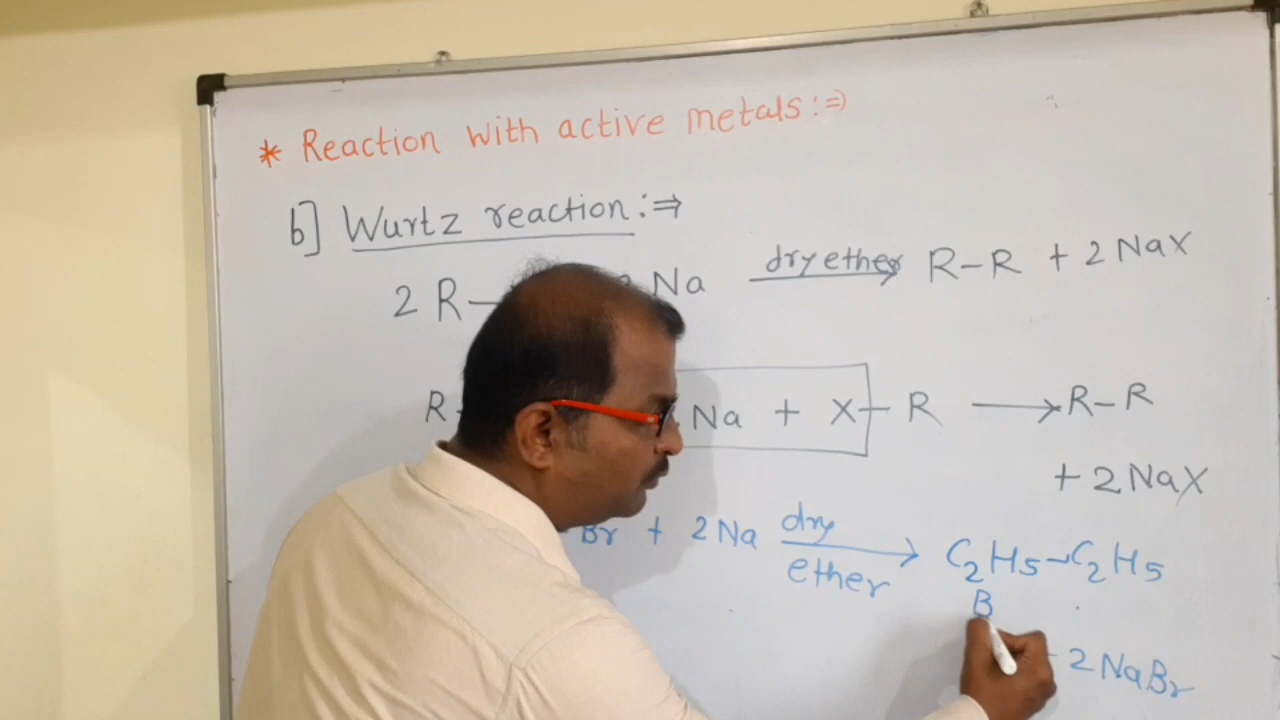 * Reaction with active metals :⇒
b] Wurtz reaction :⇒
2 R— Na dry ether R–R + 2 NaX
R- Na + X – R ⟶ R–R
+ 2 NaX
Br + 2 Na dry ether → C₂H₅–C₂H₅
B
2 NaBr